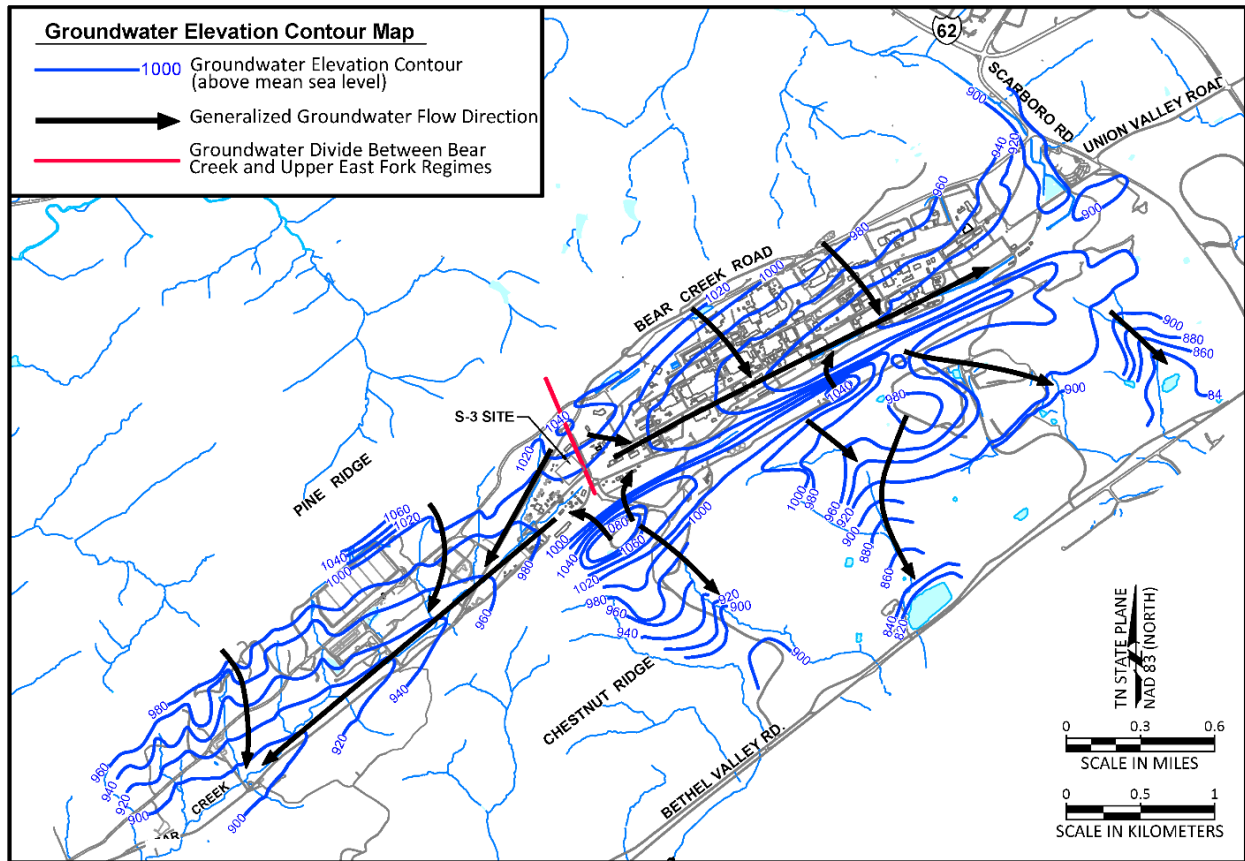 Groundwater Elevation Contour Map
1000 Groundwater Elevation Contour
(above mean sea level)
Generalized Groundwater Flow Direction
Groundwater Divide Between Bear
Creek and Upper East Fork Regimes
62
SCARBORO RD
UNION VALLEY ROAD
900
940
920
960
900
980
BEAR CREEK ROAD
1000
1020
900
880
860
84
1040
980
900
1040
S-3 SITE
1020
PINE RIDGE
1000
980
960
920
900
880
860
1060
1020
1040
1000
1060
1060
1000
1000
980
1040
1020
960
980
960
940
920
900
840
820
900
940
920
980
960
940
920
900
CHESTNUT RIDGE
BETHEL VALLEY RD.
CREEK
TN STATE PLANE
NAD 83 (NORTH)
0 0.3 0.6
SCALE IN MILES
0 0.5 1
SCALE IN KILOMETERS